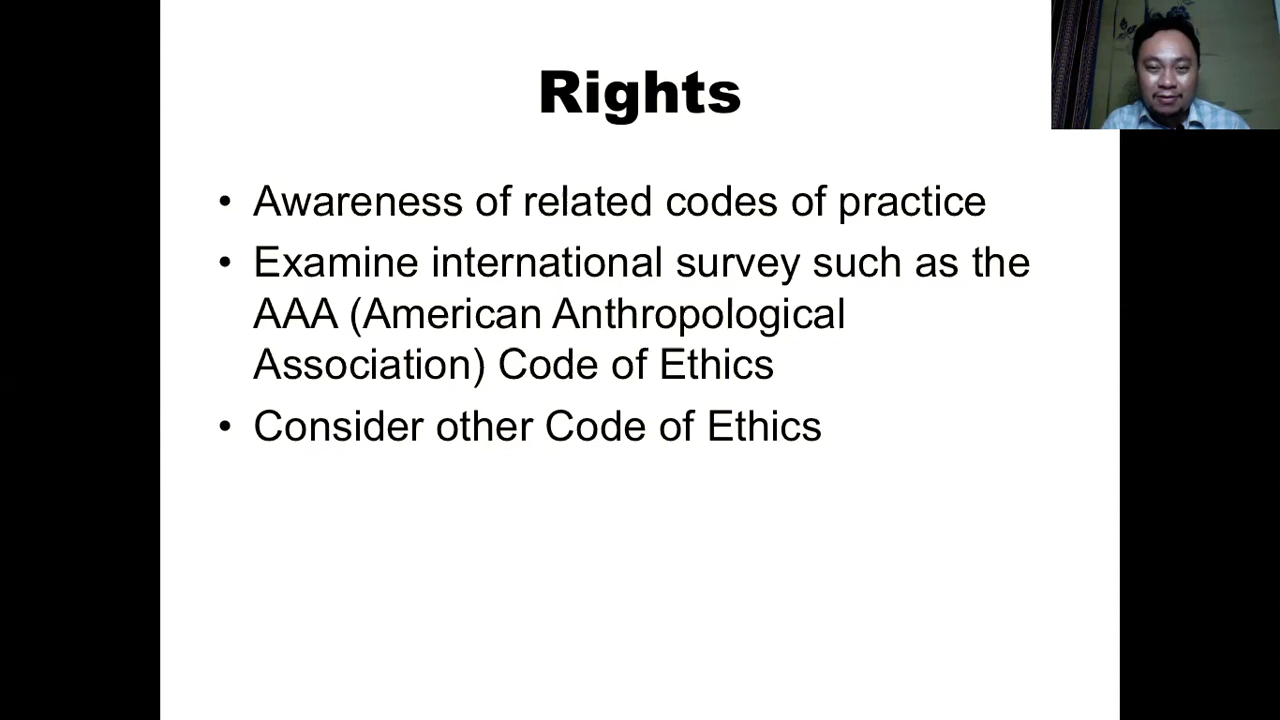 Rights
• Awareness of related codes of practice
• Examine international survey such as the
AAA (American Anthropological
Association) Code of Ethics
• Consider other Code of Ethics